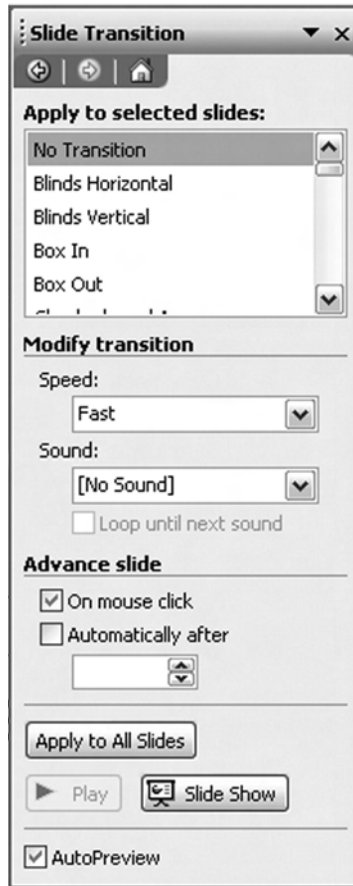 Slide Transition
Apply to selected slides:
No Transition
Blinds Horizontal
Blinds Vertical
Box In
Box Out
Modify transition
Speed:
Fast
Sound:
[No Sound]
Loop until next sound
Advance slide
On mouse click
Automatically after
Apply to All Slides
Play
Slide Show
AutoPreview